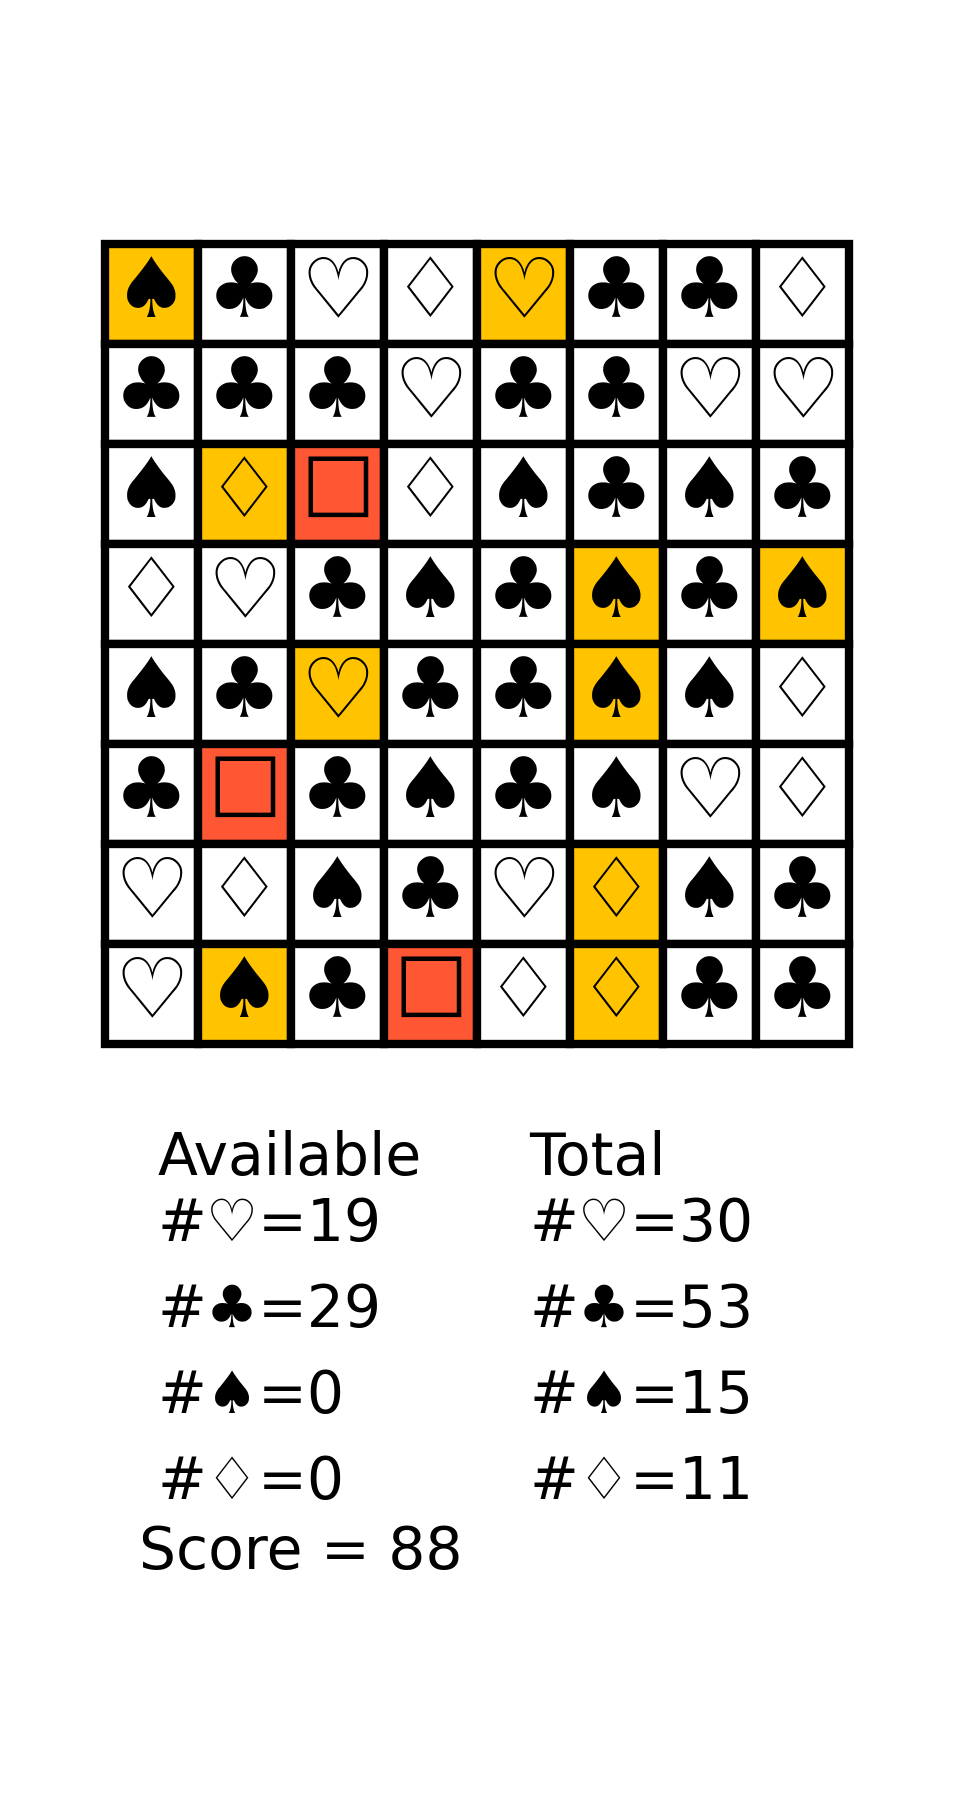 ♠ ♣ ♡ ♢ ♡ ♣ ♣ ♢
♣ ♣ ♣ ♡ ♣ ♣ ♡ ♡
♠ ♢ □ ♢ ♠ ♣ ♠ ♣
♢ ♡ ♣ ♠ ♣ ♠ ♣ ♠
♠ ♣ ♡ ♣ ♣ ♠ ♠ ♢
♣ □ ♣ ♠ ♣ ♠ ♡ ♢
♡ ♢ ♠ ♣ ♡ ♢ ♠ ♣
♡ ♠ ♣ □ ♢ ♢ ♣ ♣
Available Total
#♡=19 #♡=30
#♣=29 #♣=53
#♠=0 #♠=15
#♢=0 #♢=11
Score = 88